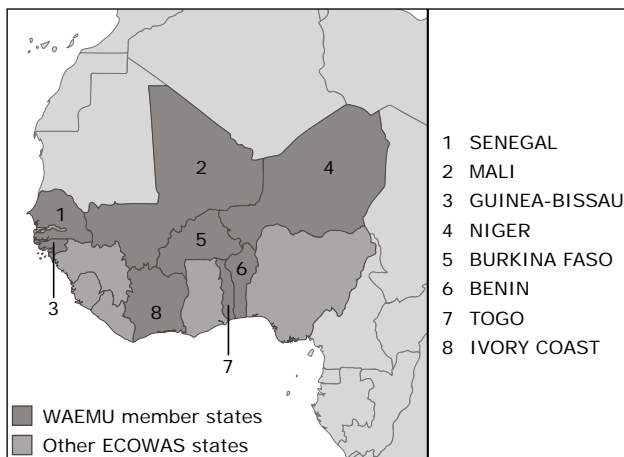 1 SENEGAL
2 MALI
3 GUINEA-BISSAU
4 NIGER
5 BURKINA FASO
6 BENIN
7 TOGO
8 IVORY COAST
2
4
1
5
6
3
8
7
WAEMU member states
Other ECOWAS states